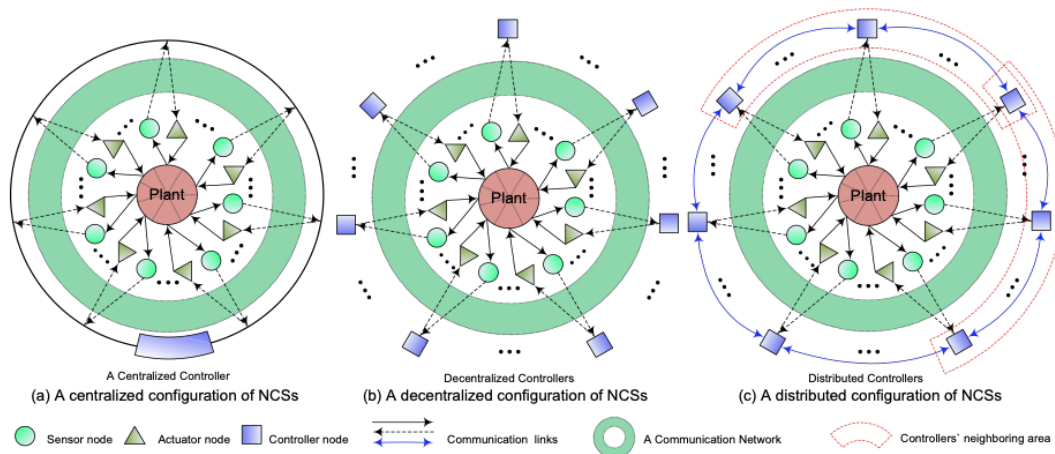 Plant
Plant
Plant
A Centralized Controller
Decentralized Controllers
Distributed Controllers
(a) A centralized configuration of NCSs
(b) A decentralized configuration of NCSs
(c) A distributed configuration of NCSs
Sensor node
Actuator node
Controller node
Communication links
A Communication Network
Controllers' neighboring area